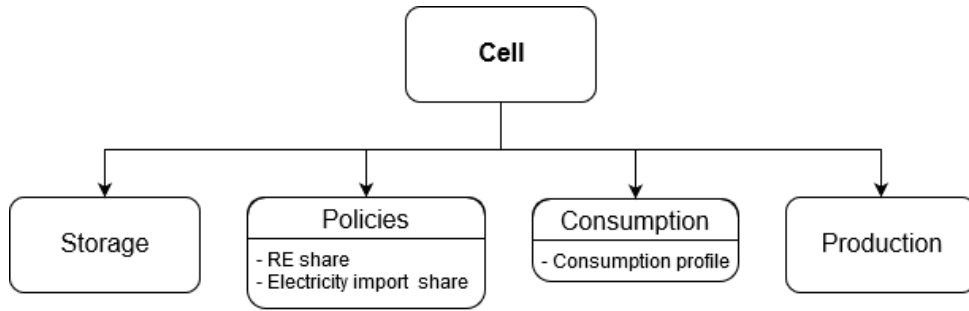 Cell
Storage
Policies
- RE share
- Electricity import share
Consumption
- Consumption profile
Production